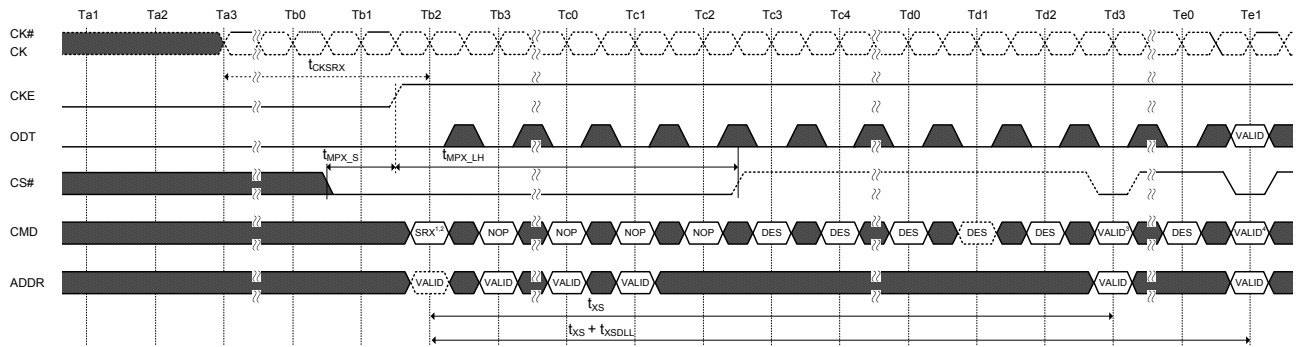 Ta1 Ta2 Ta3 Tb0 Tb1 Tb2 Tb3 Tc0 Tc1 Tc2 Tc3 Tc4 Td0 Td1 Td2 Td3 Te0 Te1
CK#
CK
tCKSRX
CKE
ODT
VALID
tMPX_S tMPX_LH
CS#
CMD SRX1,2 NOP NOP NOP NOP DES DES DES DES DES VALID3 DES VALID4
ADDR VALID VALID VALID VALID VALID VALID
tXS
tXS + tXSDLL